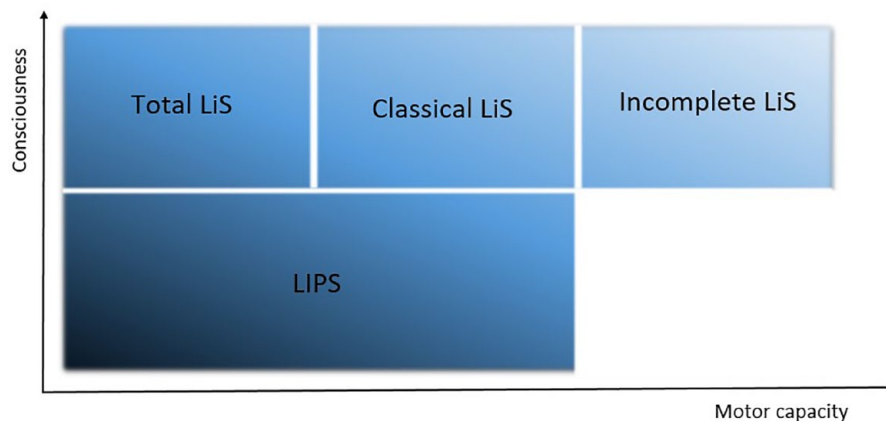 Consciousness
Total LiS
Classical LiS
Incomplete LiS
LIPS
Motor capacity